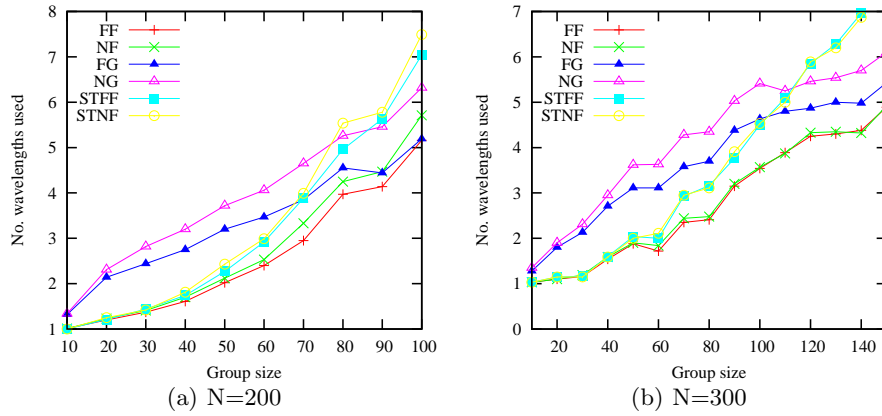 8
7
6
5
4
3
2
1
No. wavelengths used
FF
NF
FG
NG
STFF
STNF
10 20 30 40 50 60 70 80 90 100
Group size
(a) N=200
7
6
5
4
3
2
1
0
No. wavelengths used
FF
NF
FG
NG
STFF
STNF
20 40 60 80 100 120 140
Group size
(b) N=300